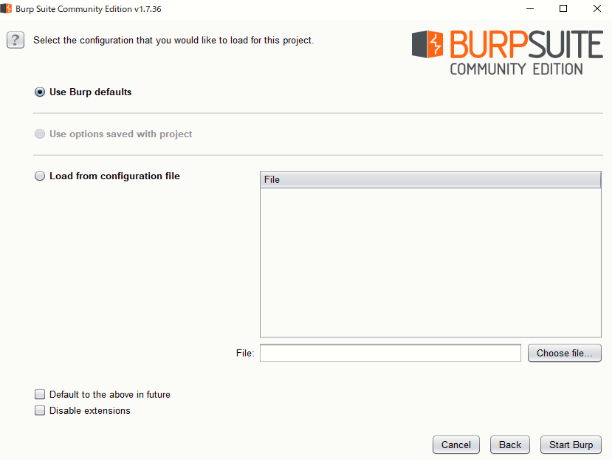 Burp Suite Community Edition v1.7.36
?
Select the configuration that you would like to load for this project.
BURPSUITE
COMMUNITY EDITION
Use Burp defaults
Use options saved with project
Load from configuration file
File
File:
Choose file...
Default to the above in future
Disable extensions
Cancel
Back
Start Burp